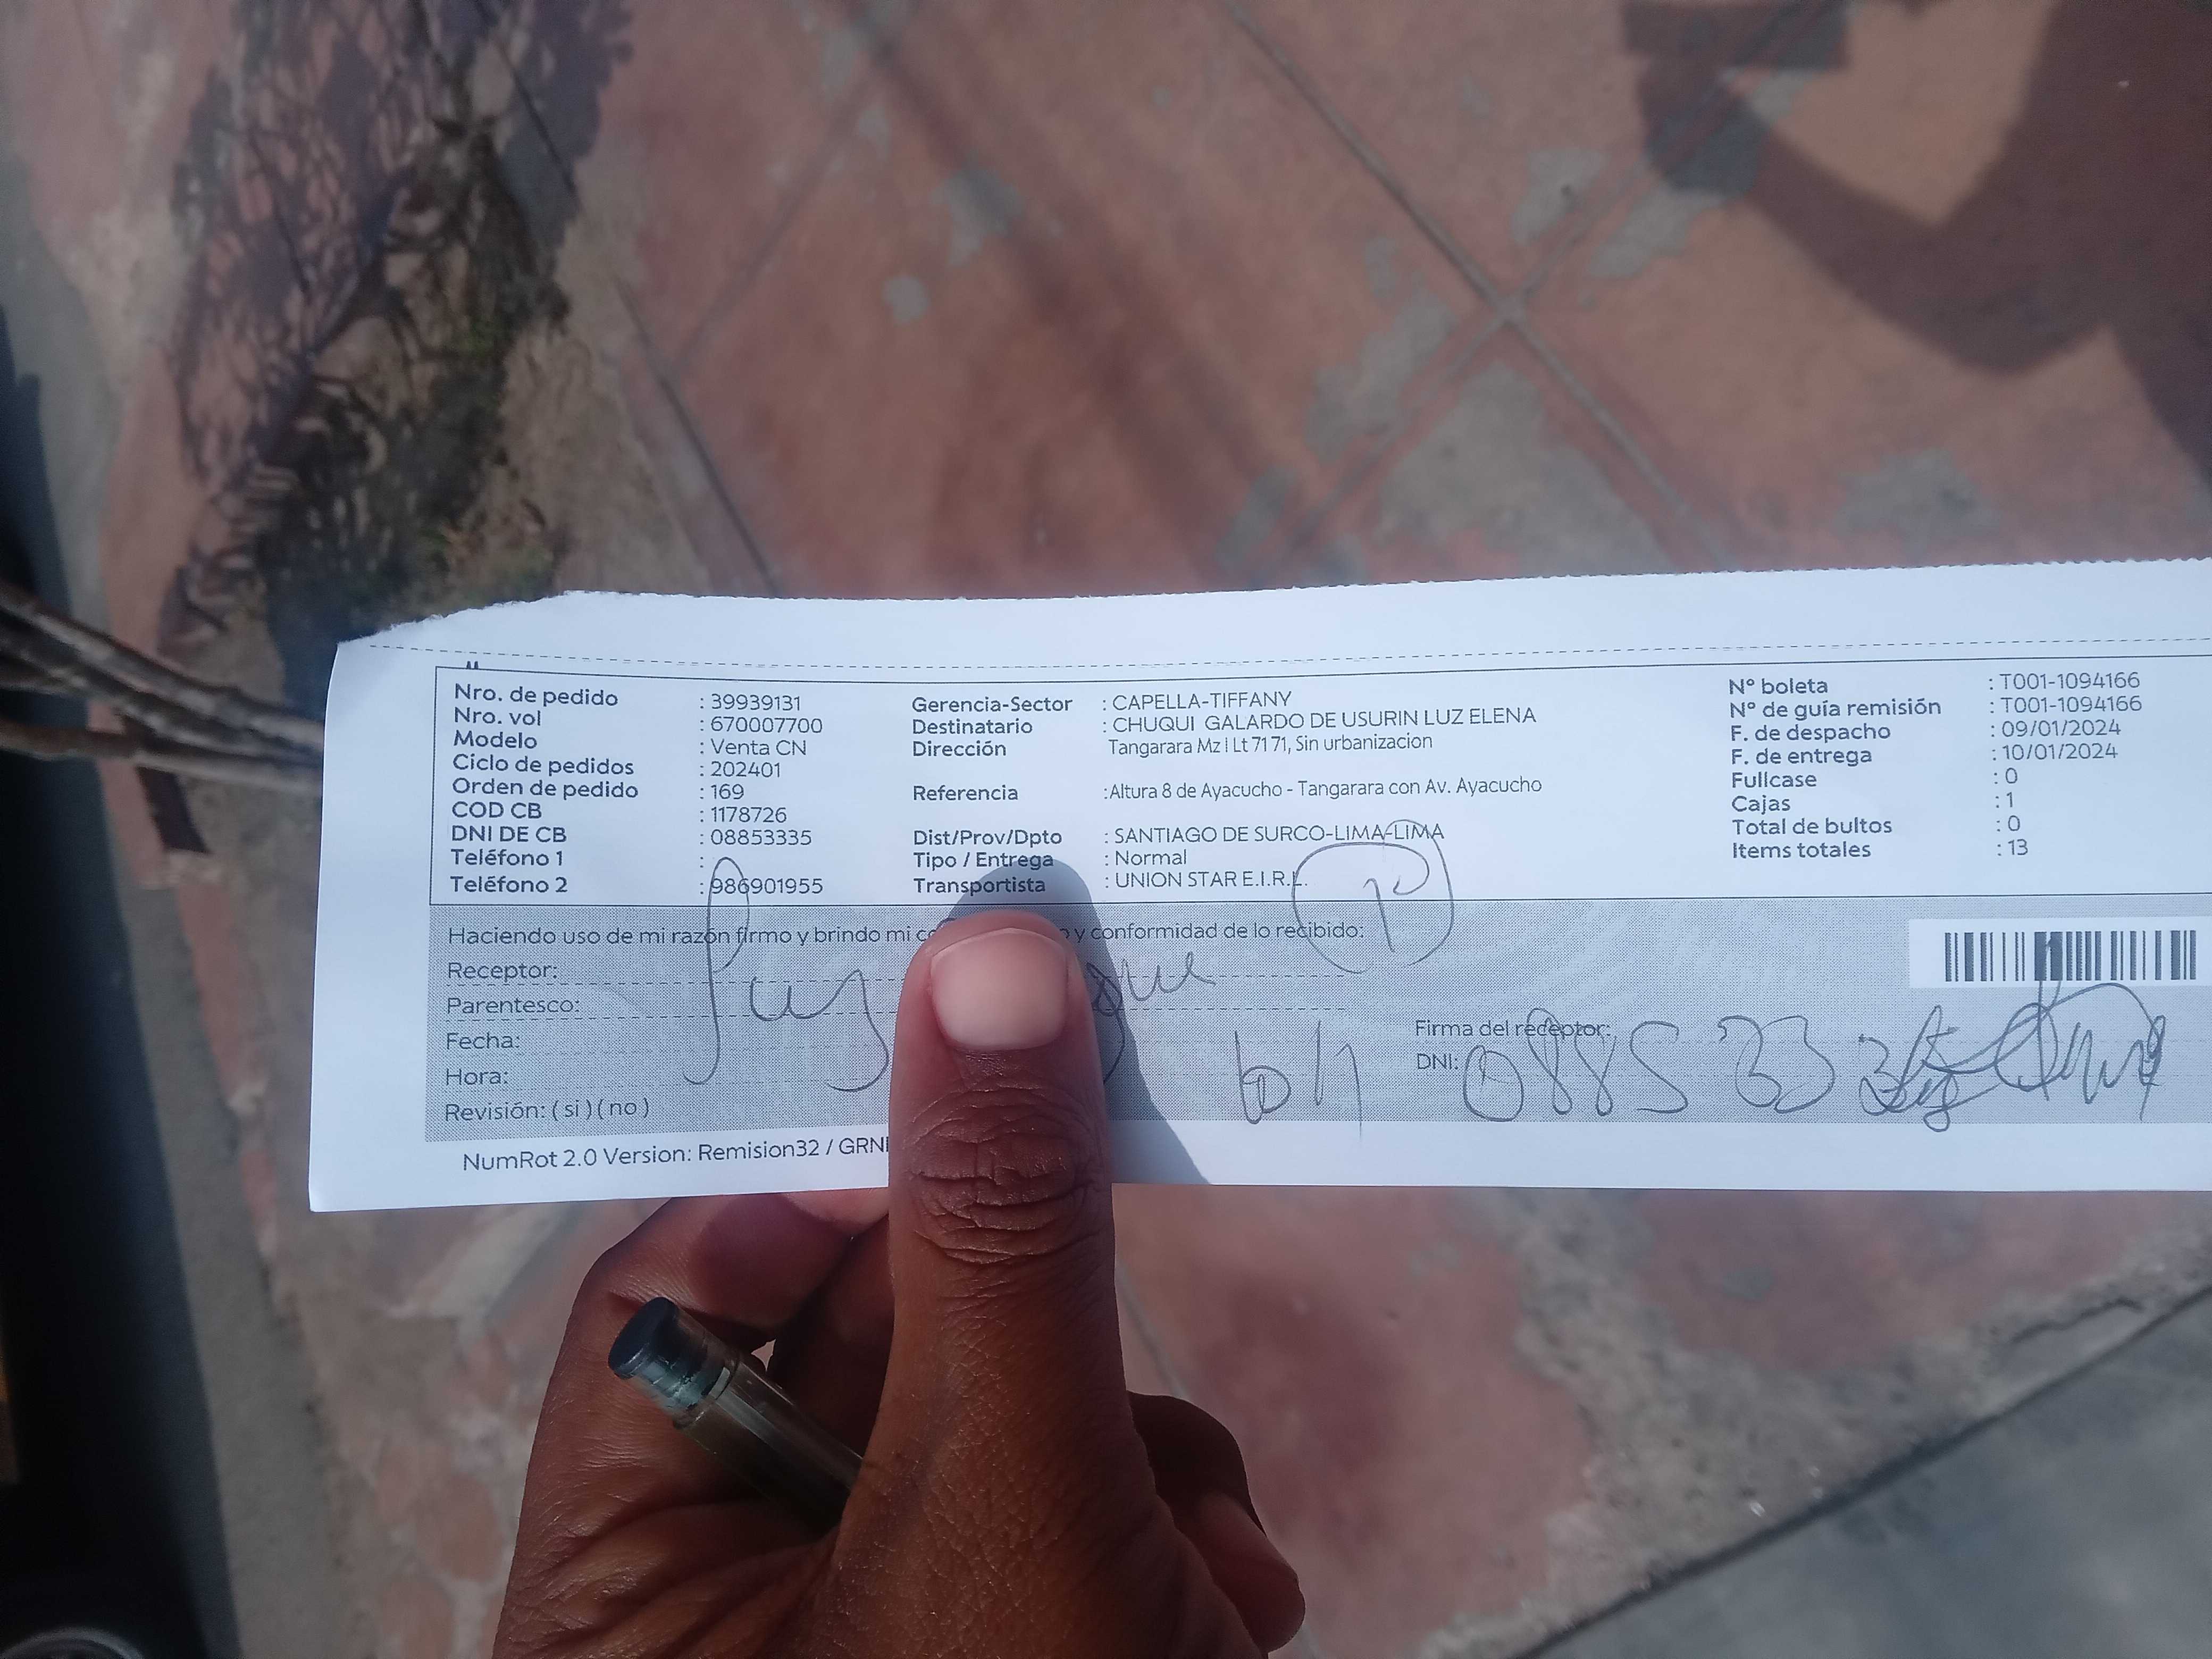 Nro. de pedido : 39939131
Nro. vol : 670007700
Modelo : Venta CN
Ciclo de pedidos : 202401
Orden de pedido : 169
COD CB : 1178726
DNI DE CB : 08853335
Teléfono 1 :
Teléfono 2 : 986901955
Gerencia-Sector : CAPELLA-TIFFANY
Destinatario : CHUQUI GALARDO DE USURIN LUZ ELENA
Dirección Tangarara Mz I Lt 71 71, Sin urbanizacion
Referencia :Altura 8 de Ayacucho - Tangarara con Av. Ayacucho
Dist/Prov/Dpto : SANTIAGO DE SURCO-LIMA-LIMA
Tipo / Entrega : Normal
Transportista : UNION STAR E.I.R.L.
N° boleta : T001-1094166
N° de guía remisión : T001-1094166
F. de despacho : 09/01/2024
F. de entrega : 10/01/2024
Fullcase : 0
Cajas : 1
Total de bultos : 0
Items totales : 13
Haciendo uso de mi razón firmo y brindo mi y conformidad de lo recibido:
P
Receptor:
Parentesco:
Fecha:
Hora:
Revisión: ( si ) ( no )
Firma del receptor:
DNI: 0885333
NumRot 2.0 Version: Remision32 / GRN